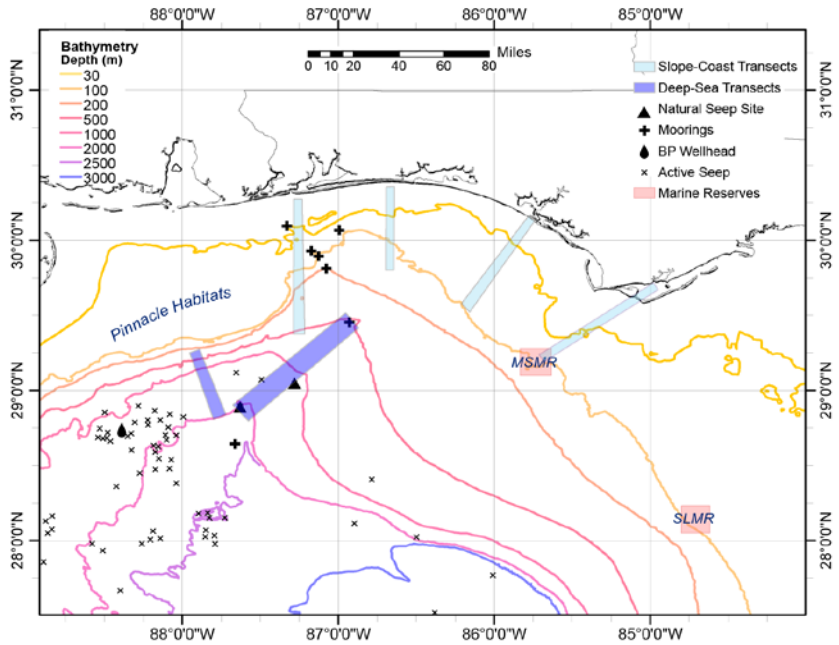 88°0'0"W 87°0'0"W 86°0'0"W 85°0'0"W
Bathymetry
Depth (m)
30
100
200
500
1000
2000
2500
3000
Miles
0 10 20 40 60 80
Slope-Coast Transects
Deep-Sea Transects
Natural Seep Site
Moorings
BP Wellhead
Active Seep
Marine Reserves
31°0'0"N 31°0'0"N
30°0'0"N 30°0'0"N
Pinnacle Habitats
MSMR
29°0'0"N 29°0'0"N
SLMR
28°0'0"N 28°0'0"N
88°0'0"W 87°0'0"W 86°0'0"W 85°0'0"W